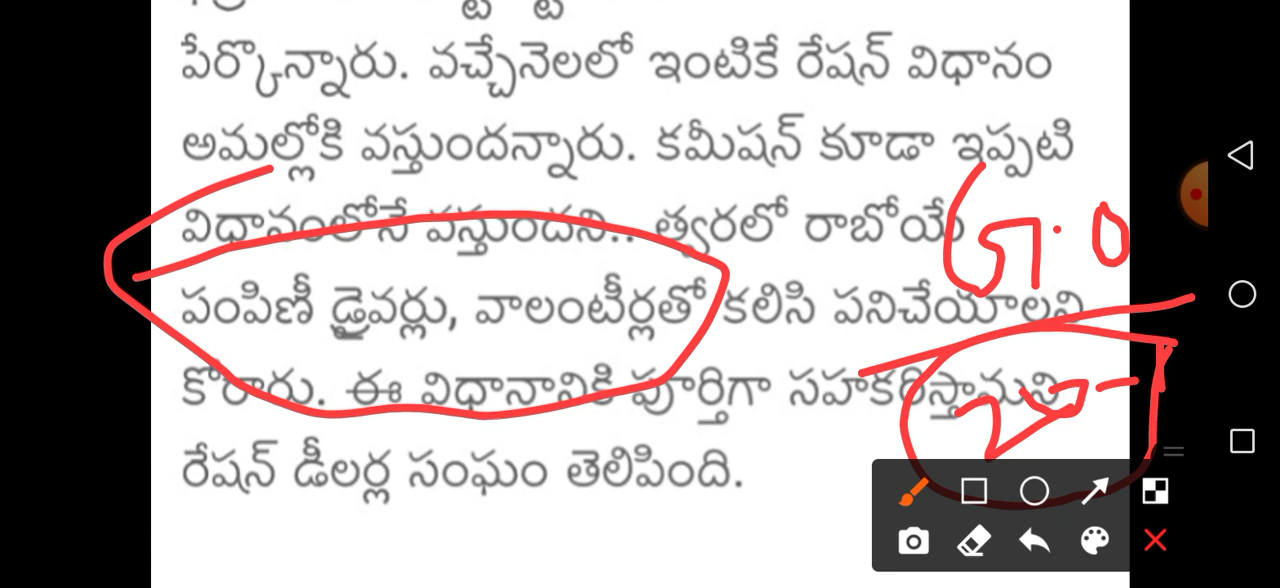 పేర్కొన్నారు. వచ్చేనెలలో ఇంటికే రేషన్ విధానం
అమల్లోకి వస్తుందన్నారు. కమీషన్ కూడా ఇప్పటి
విధానంలోనే వస్తుందని.. త్వరలో రాబోయే
పంపిణీ డ్రైవర్లు, వాలంటీర్లతో కలిసి పనిచేయాలని
కోరారు. ఈ విధానానికి పూర్తిగా సహకరిస్తామని
రేషన్ డీలర్ల సంఘం తెలిపింది.
G.O